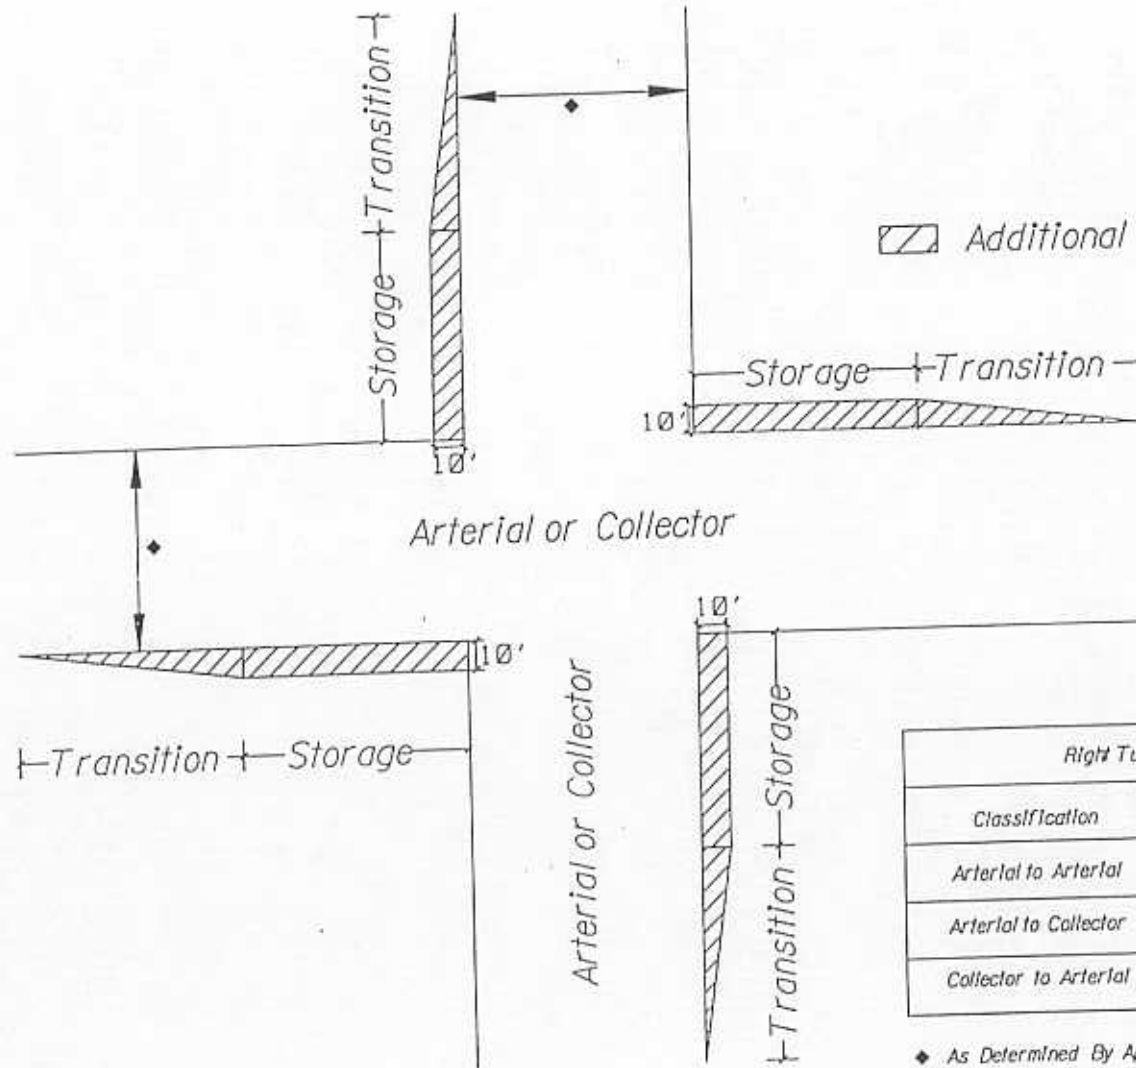 Transition
Storage
Additional
Storage
Transition
10'
10'
Arterial or Collector
10'
10'
Transition
Storage
Arterial or Collector
Storage
Transition
Right
Classification
Arterial to Arterial
Arterial to Collector
Collector to Arterial
◆ As Determined By